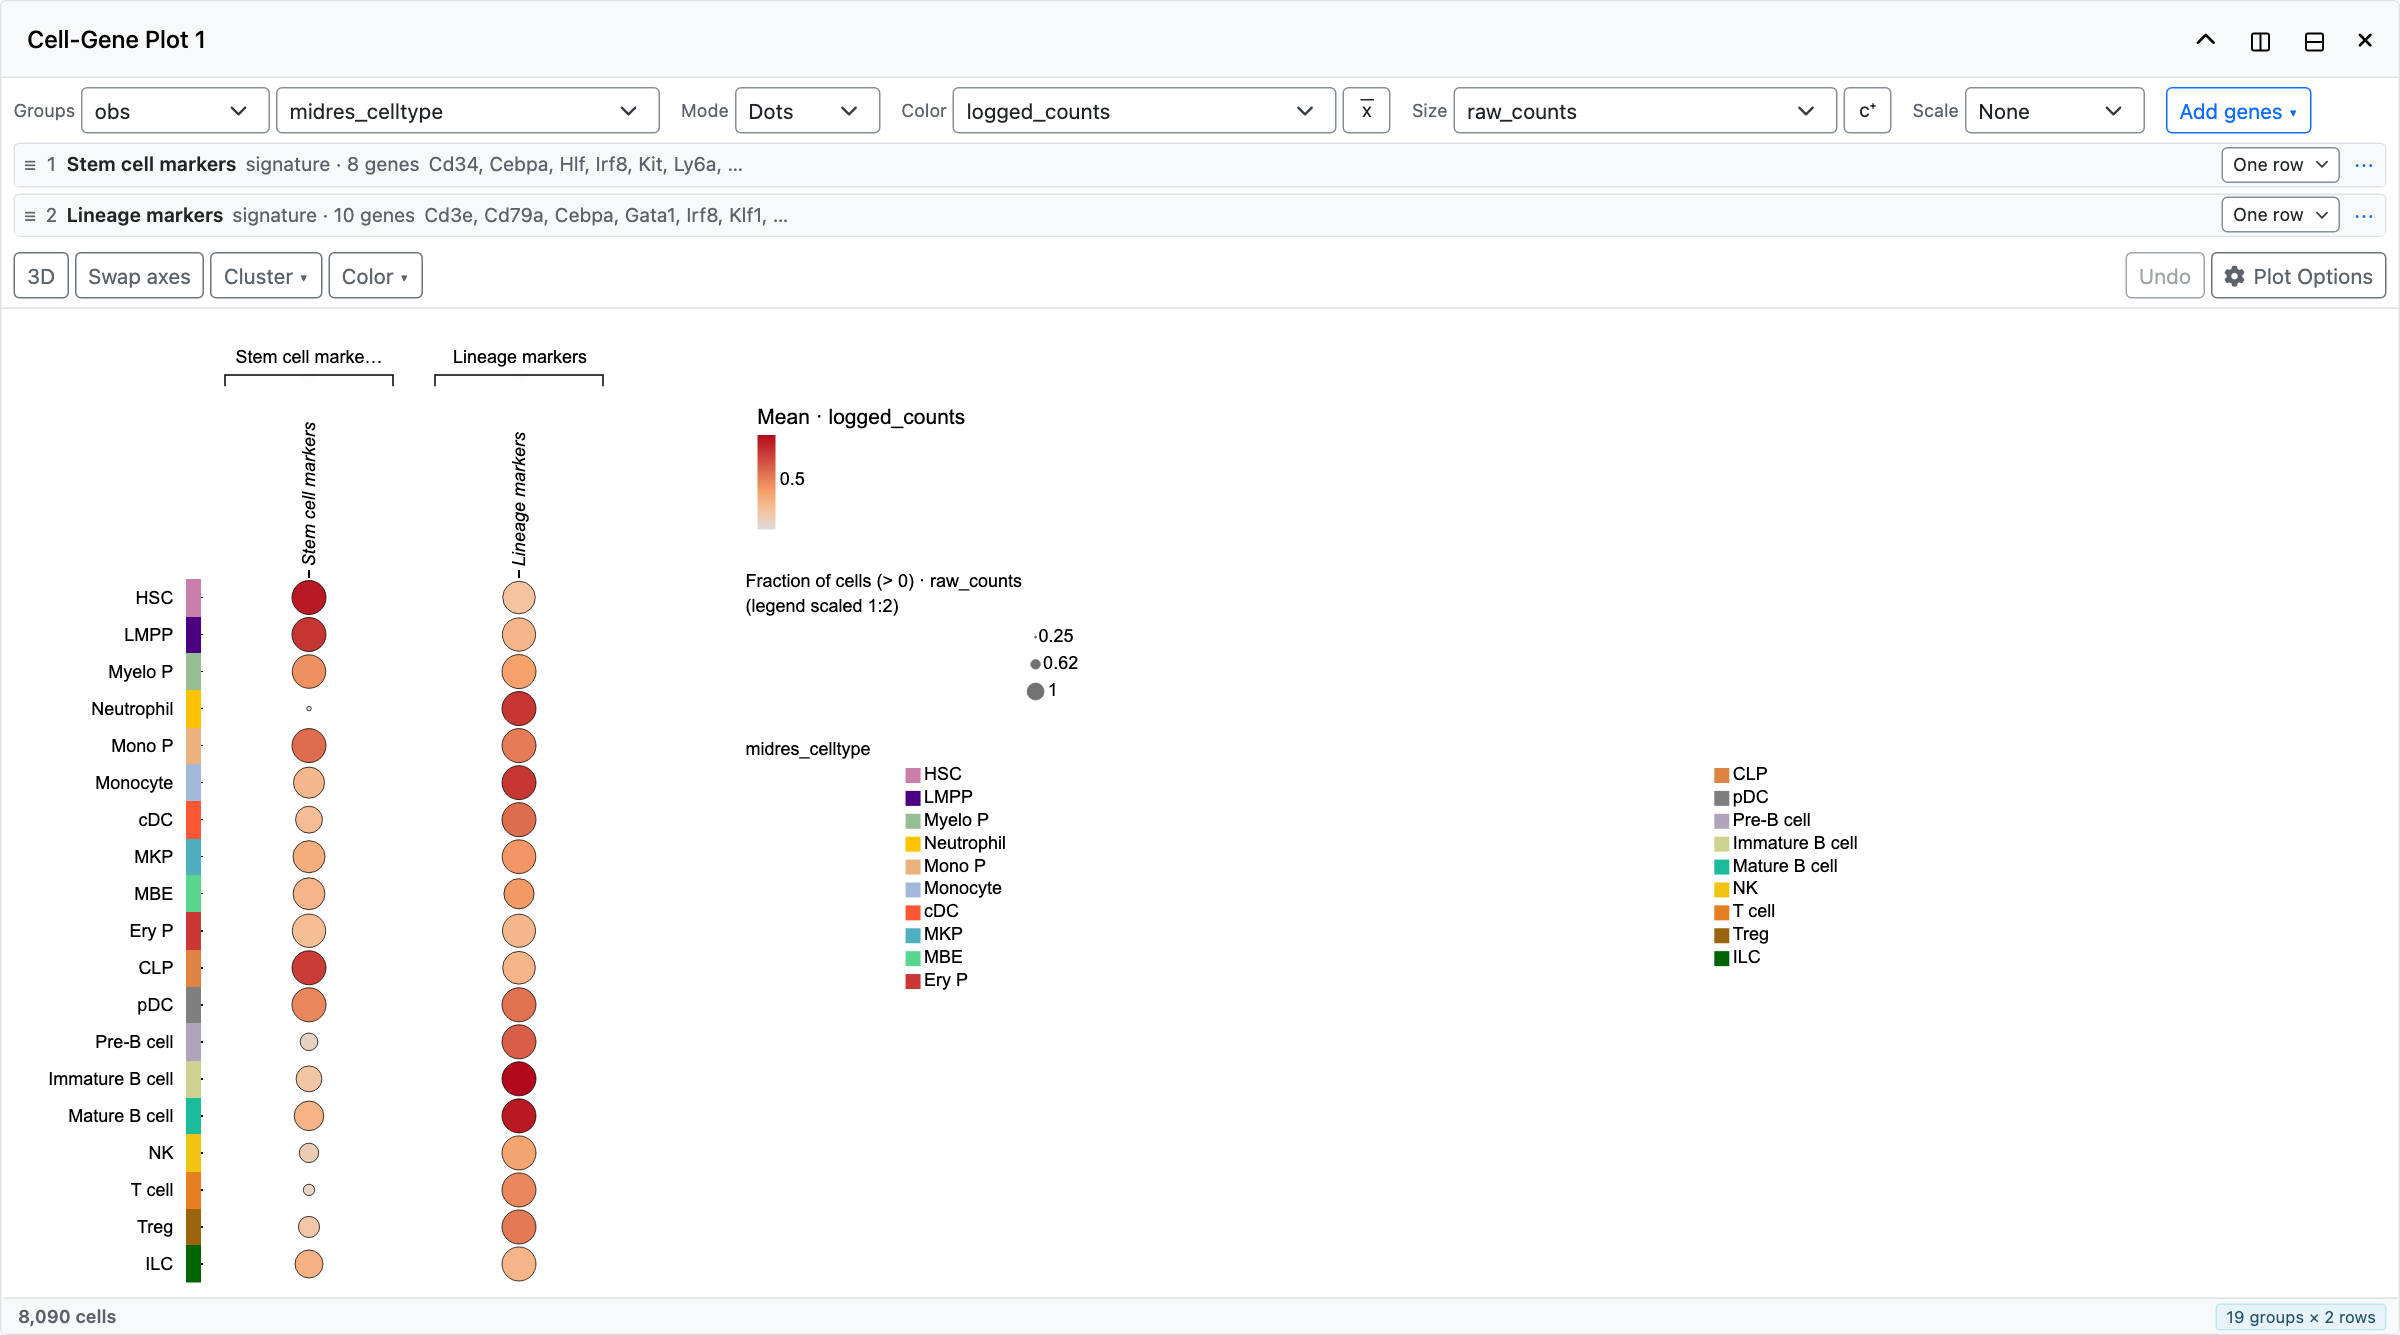 Cell-Gene Plot 1
Groups obs midres_celltype Mode Dots Color logged_counts x Size raw_counts c⁺ Scale None Add genes ▾
≡ 1 Stem cell markers signature · 8 genes Cd34, Cebpa, Hlf, Irf8, Kit, Ly6a, ... One row ...
≡ 2 Lineage markers signature · 10 genes Cd3e, Cd79a, Cebpa, Gata1, Irf8, Klf1, ... One row ...
3D Swap axes Cluster ▾ Color ▾ Undo Plot Options
Stem cell marke… Lineage markers
Stem cell markers
Lineage markers
HSC
LMPP
Myelo P
Neutrophil
Mono P
Monocyte
cDC
MKP
MBE
Ery P
CLP
pDC
Pre-B cell
Immature B cell
Mature B cell
NK
T cell
Treg
ILC
Mean · logged_counts
0.5
Fraction of cells (> 0) · raw_counts
(legend scaled 1:2)
0.25
0.62
1
midres_celltype
HSC
LMPP
Myelo P
Neutrophil
Mono P
Monocyte
cDC
MKP
MBE
Ery P
CLP
pDC
Pre-B cell
Immature B cell
Mature B cell
NK
T cell
Treg
ILC
8,090 cells
19 groups × 2 rows